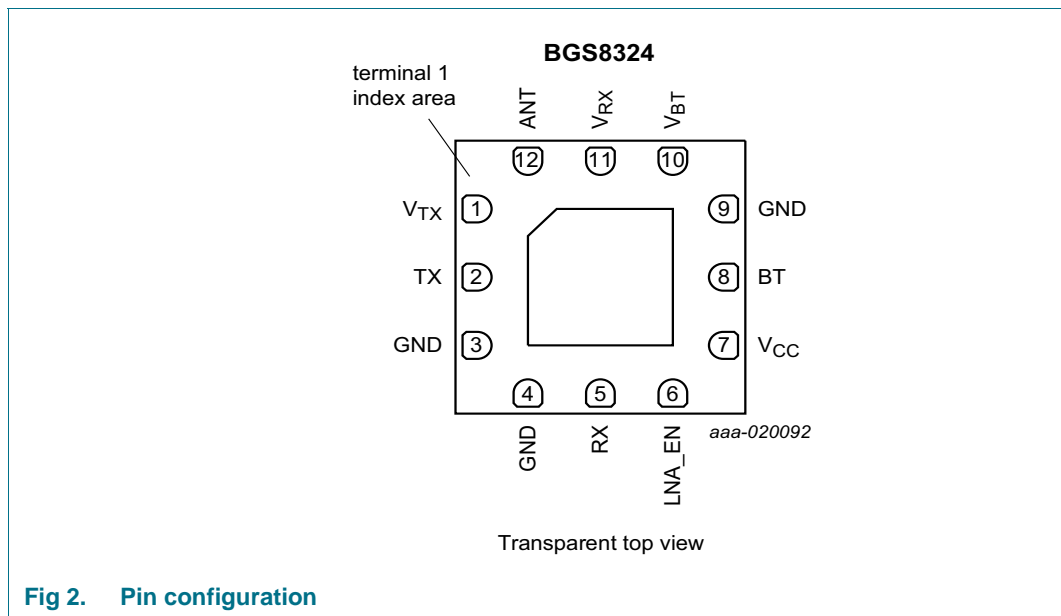 BGS8324
terminal 1
index area
ANT
VRX
VBT
12
11
10
VTX
1
9
GND
TX
2
8
BT
GND
3
7
VCC
4
5
6
GND
RX
LNA_EN
aaa-020092
Transparent top view
Fig 2. Pin configuration